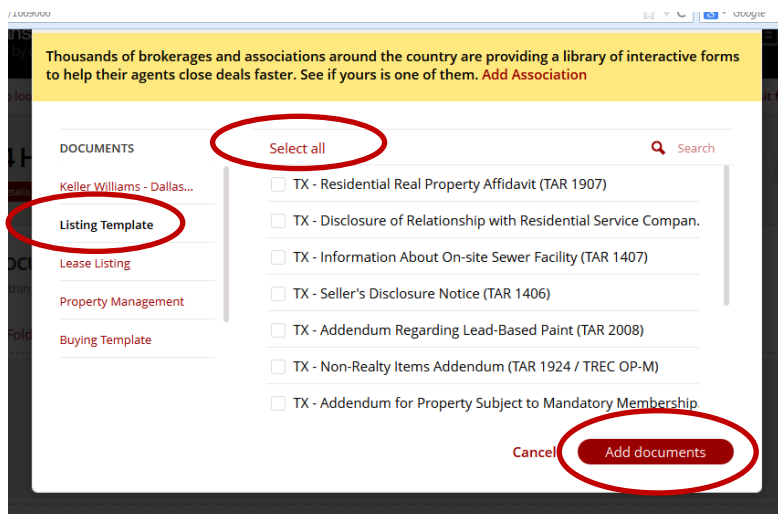 /1009000
Google
Thousands of brokerages and associations around the country are providing a library of interactive forms
to help their agents close deals faster. See if yours is one of them. Add Association
DOCUMENTS
Select all
Search
Keller Williams - Dallas...
Listing Template
Lease Listing
Property Management
Buying Template
TX - Residential Real Property Affidavit (TAR 1907)
TX - Disclosure of Relationship with Residential Service Compan.
TX - Information About On-site Sewer Facility (TAR 1407)
TX - Seller's Disclosure Notice (TAR 1406)
TX - Addendum Regarding Lead-Based Paint (TAR 2008)
TX - Non-Realty Items Addendum (TAR 1924 / TREC OP-M)
TX - Addendum for Property Subject to Mandatory Membership
Cancel
Add documents